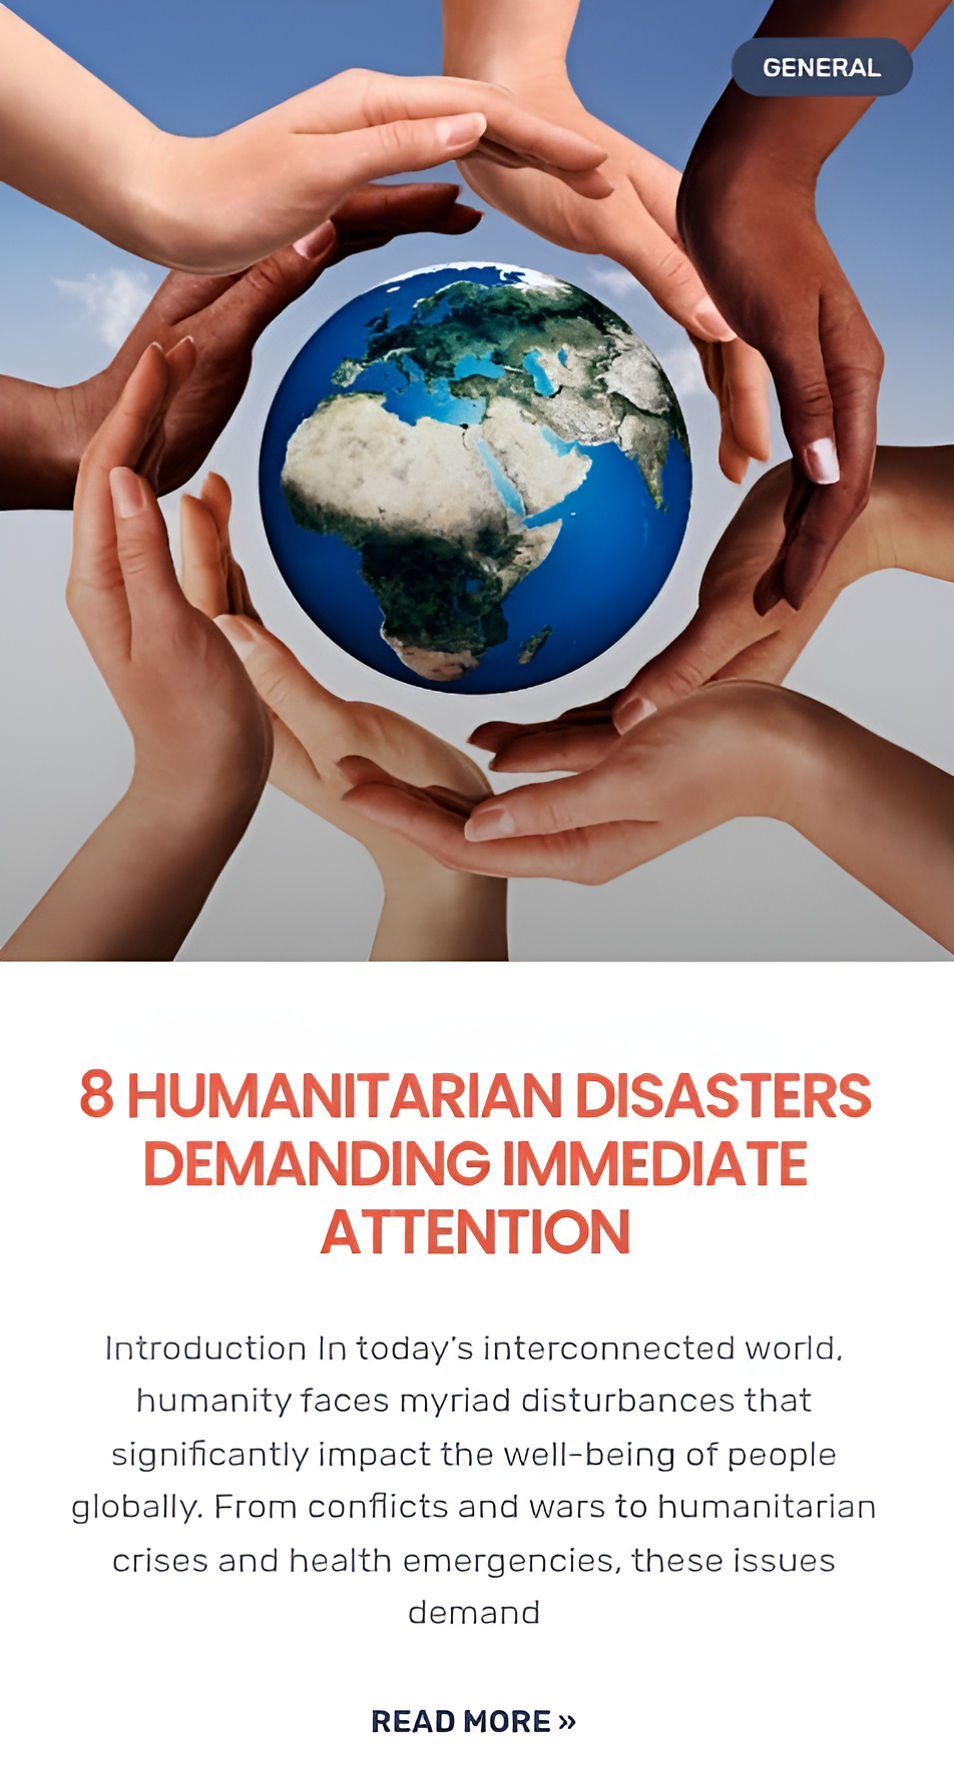 GENERAL
8 HUMANITARIAN DISASTERS
DEMANDING IMMEDIATE
ATTENTION
Introduction In today’s interconnected world,
humanity faces myriad disturbances that
significantly impact the well-being of people
globally. From conflicts and wars to humanitarian
crises and health emergencies, these issues
demand
READ MORE »